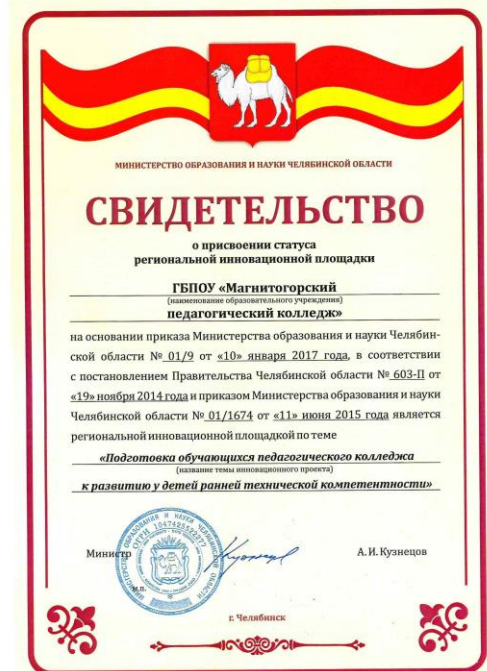 МИНИСТЕРСТВО ОБРАЗОВАНИЯ И НАУКИ ЧЕЛЯБИНСКОЙ ОБЛАСТИ
СВИДЕТЕЛЬСТВО
о присвоении статуса
региональной инновационной площадки
ГБПОУ «Магнитогорский
(наименование образовательного учреждения)
педагогический колледж»
на основании приказа Министерства образования и науки Челябин-
ской области № 01/9 от «10» января 2017 года, в соответствии
с постановлением Правительства Челябинской области № 603-П от
«19» ноября 2014 года и приказом Министерства образования и науки
Челябинской области № 01/1674 от «11» июня 2015 года является
региональной инновационной площадкой по теме
«Подготовка обучающихся педагогического колледжа
(название темы инновационного проекта)
к развитию у детей ранней технической компетентности»
Министр
А. И. Кузнецов
м.п.
г. Челябинск